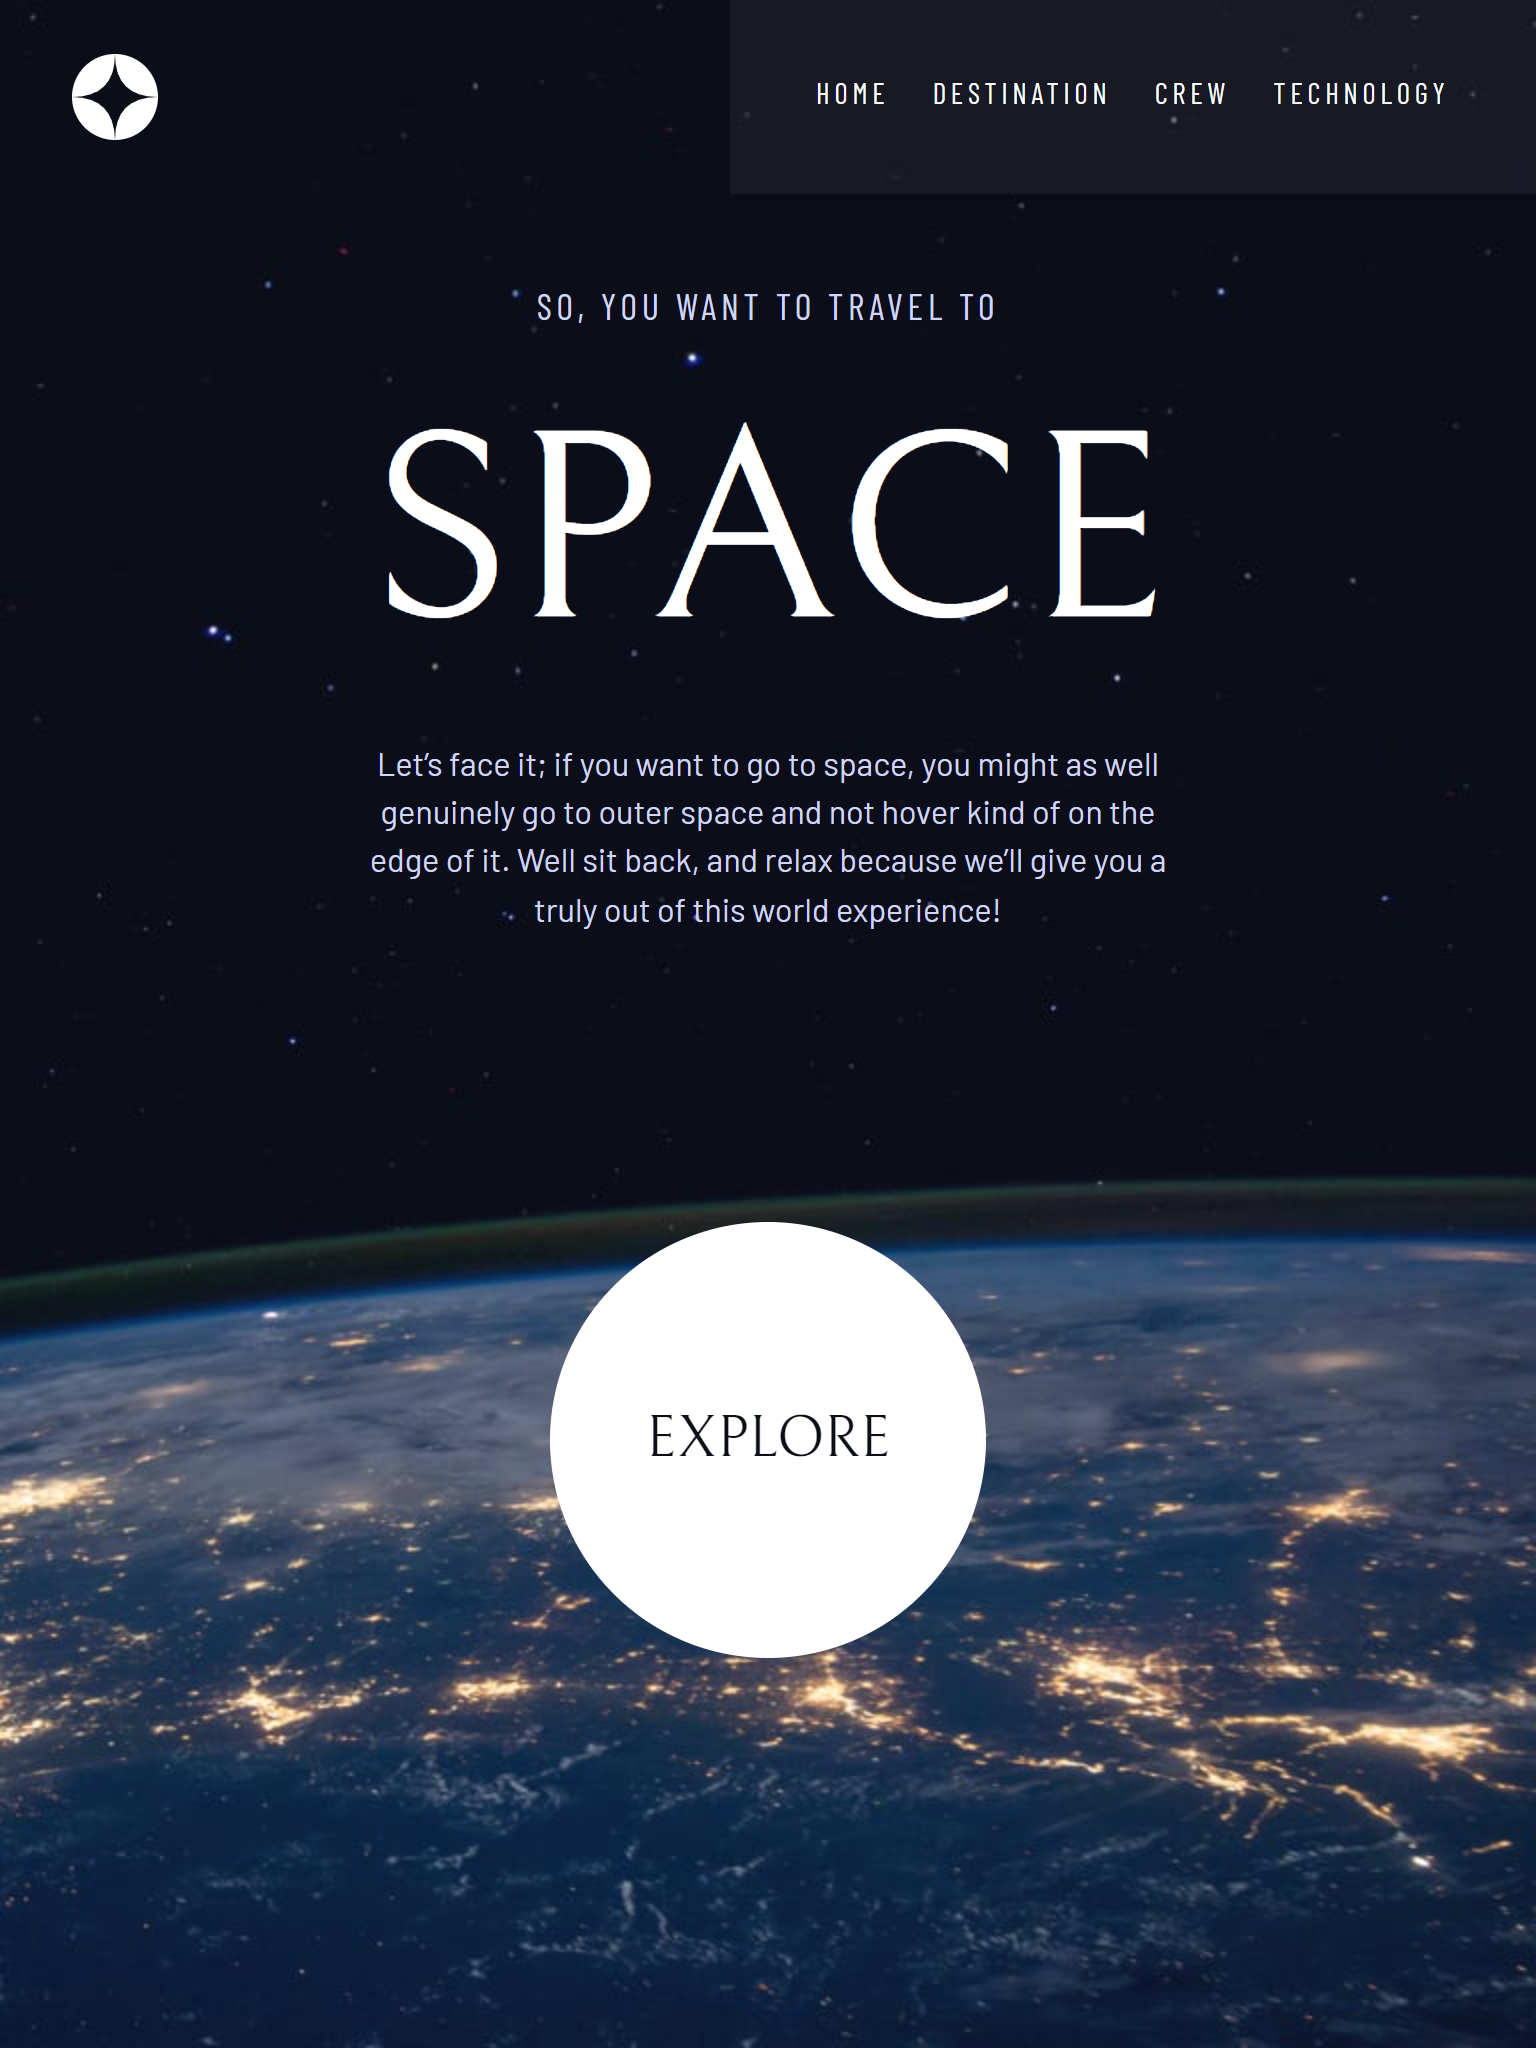 HOME DESTINATION CREW TECHNOLOGY
SO, YOU WANT TO TRAVEL TO
SPACE
Let’s face it; if you want to go to space, you might as well
genuinely go to outer space and not hover kind of on the
edge of it. Well sit back, and relax because we’ll give you a
truly out of this world experience!
EXPLORE